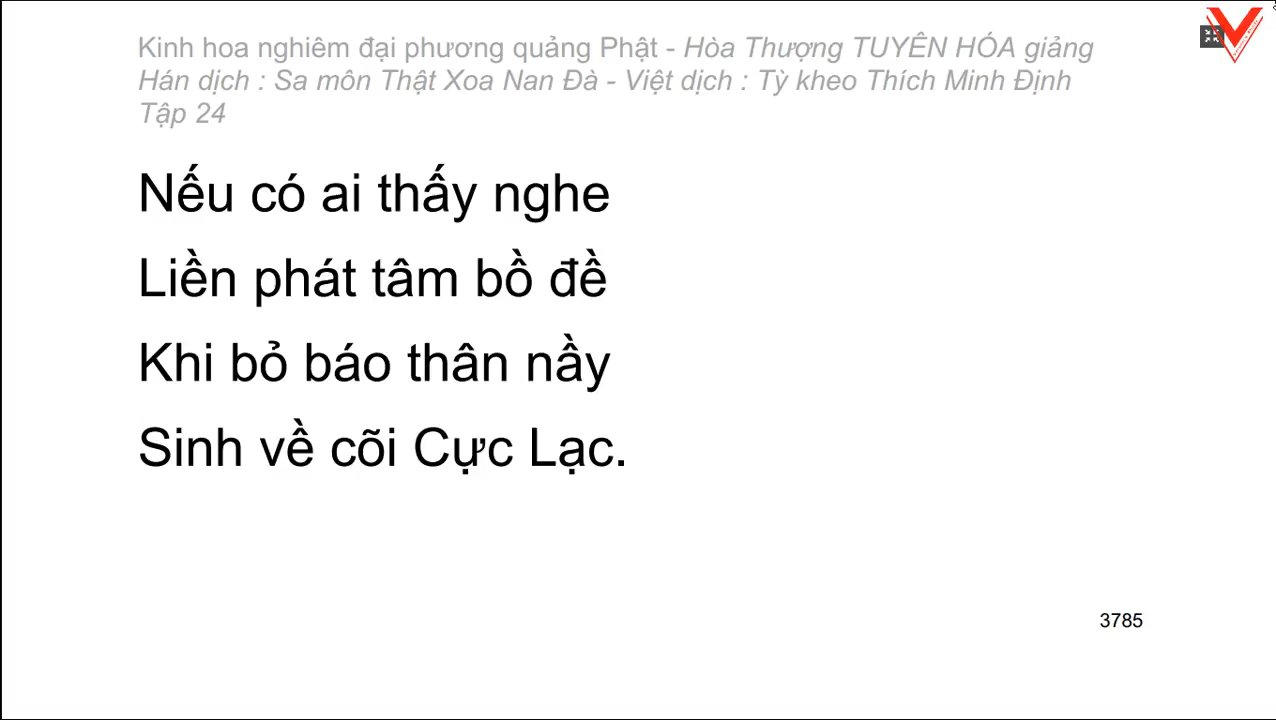 Kinh hoa nghiêm đại phương quảng Phật - Hòa Thượng TUYÊN HÓA giảng
Hán dịch : Sa môn Thật Xoa Nan Đà - Việt dịch : Tỳ kheo Thích Minh Định
Tập 24
Nếu có ai thấy nghe
Liền phát tâm bồ đề
Khi bỏ báo thân nầy
Sinh về cõi Cực Lạc.
3785